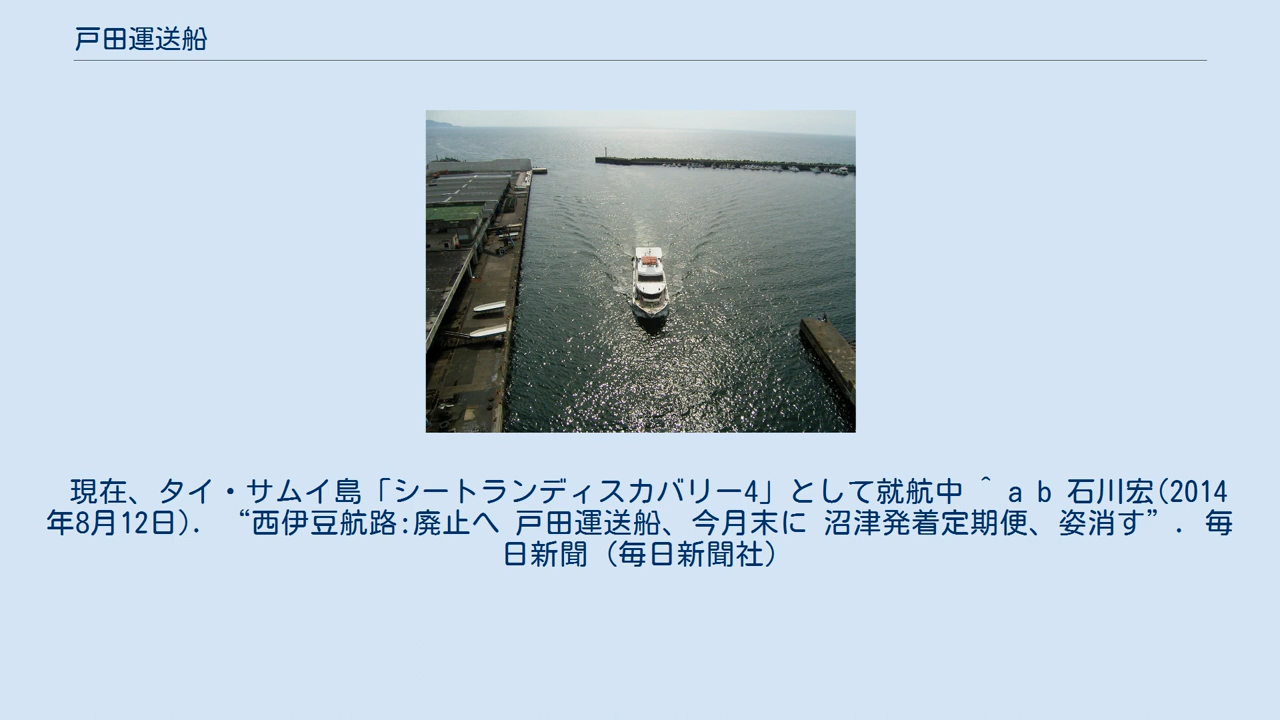 戸田運送船
現在、タイ・サムイ島「シートランディスカバリー4」として就航中 ^ a b 石川宏(2014
年8月12日). “西伊豆航路:廃止へ 戸田運送船、今月末に 沼津発着定期便、姿消す”. 毎
日新聞 (毎日新聞社)